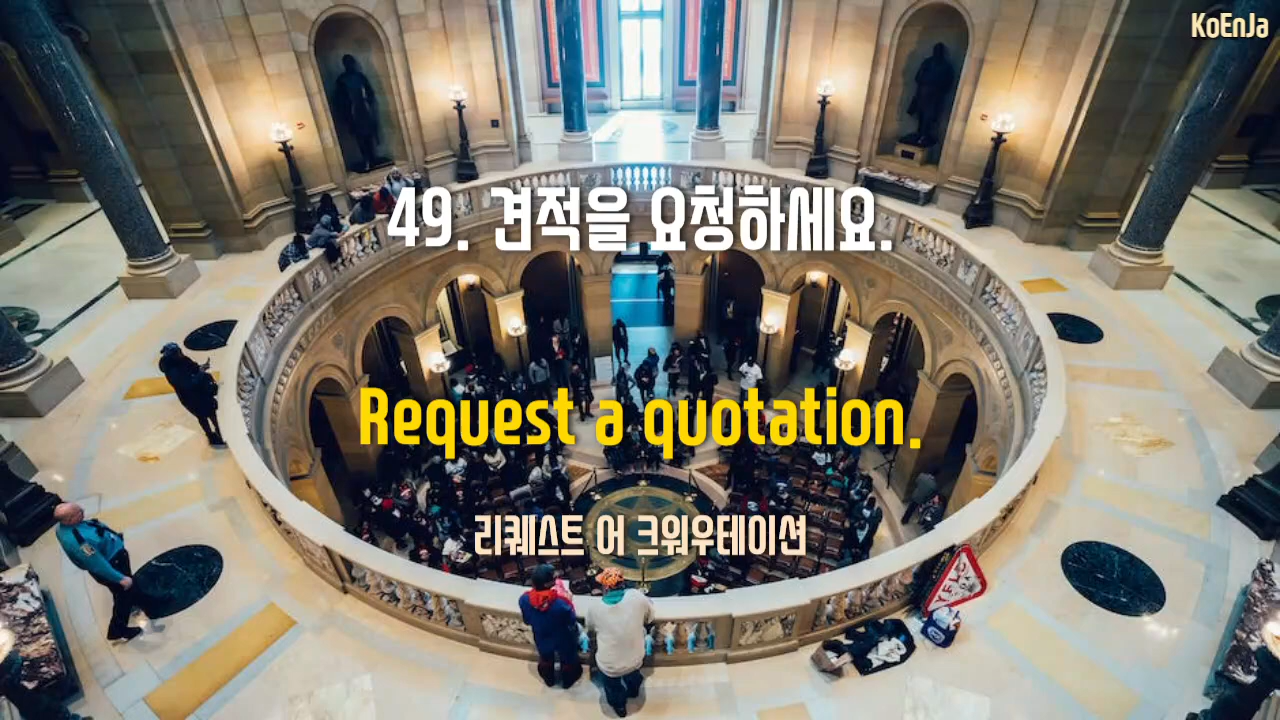 KoEnJa
49. 견적을 요청하세요.
Request a quotation.
리퀘스트 어 크워우테이션